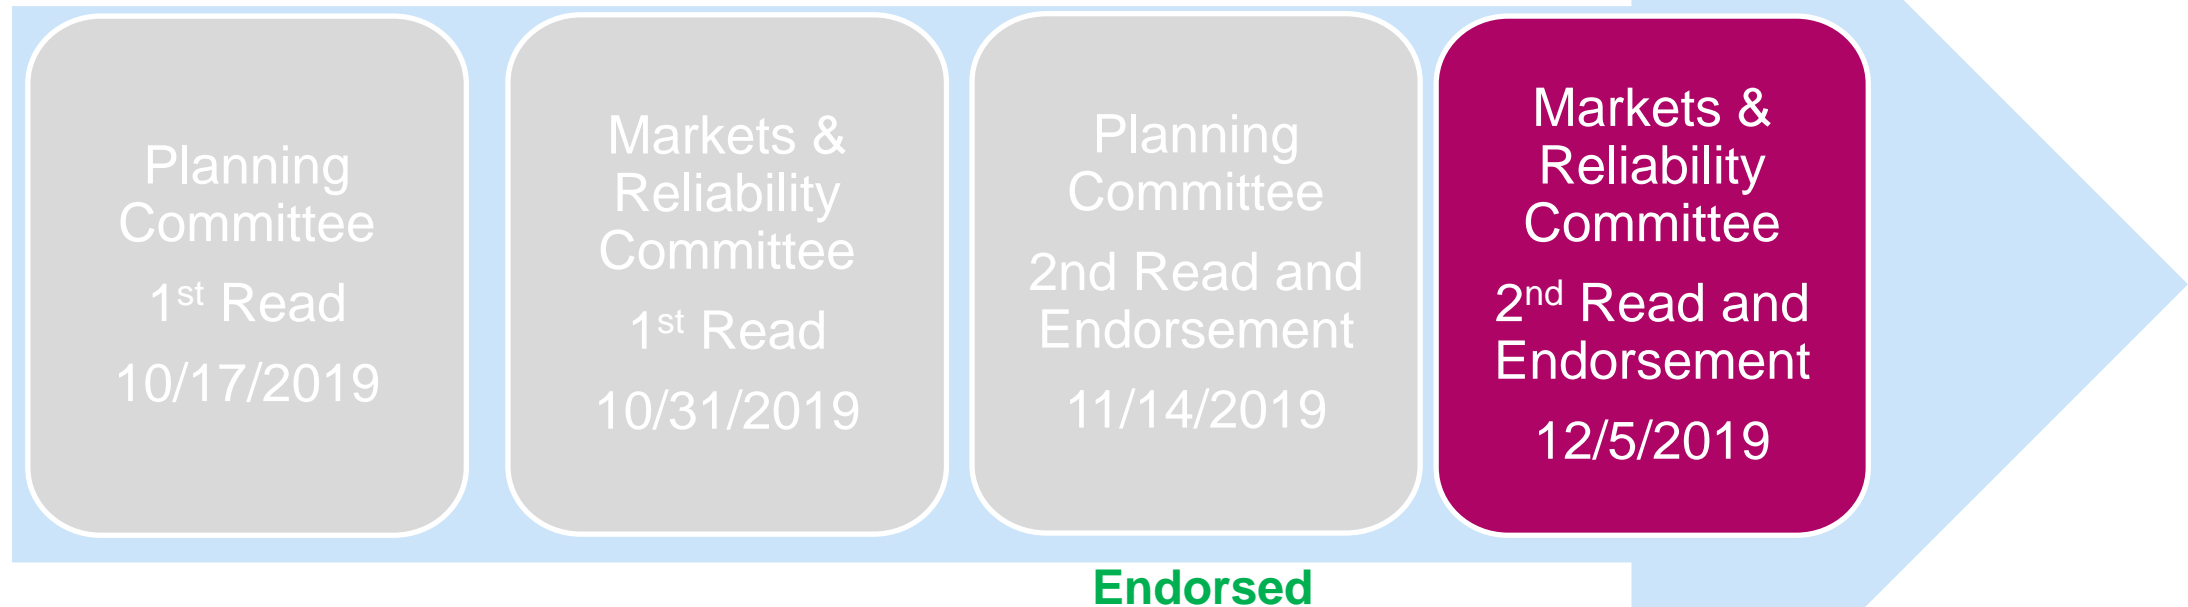 Planning
Committee
1st Read
10/17/2019
Markets &
Reliability
Committee
1st Read
10/31/2019
Planning
Committee
2nd Read and
Endorsement
11/14/2019
Markets &
Reliability
Committee
2nd Read and
Endorsement
12/5/2019
Endorsed